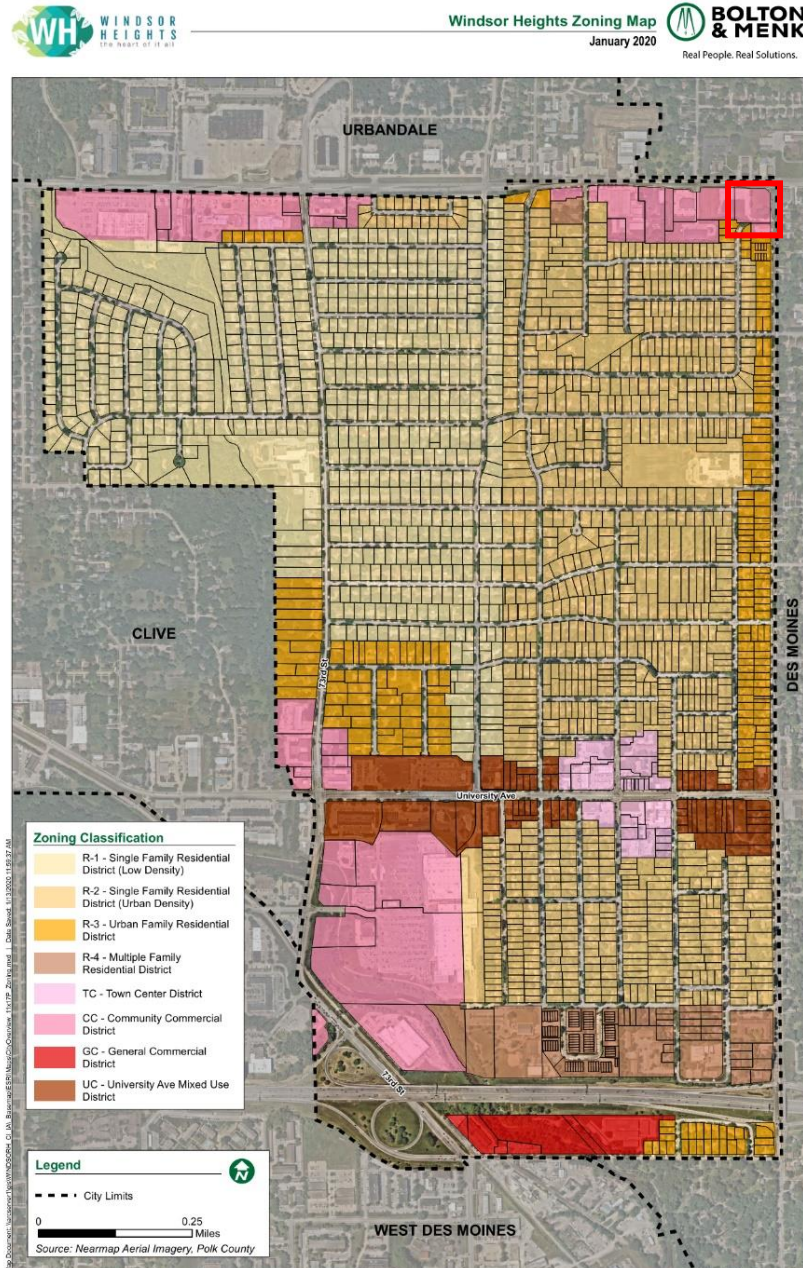 WH WINDSOR
HEIGHTS
the heart of it all
Windsor Heights Zoning Map
January 2020
BOLTON
& MENK
Real People. Real Solutions.
URBANDALE
CLIVE
DES MOINES
73rd St
University Ave
Zoning Classification
R-1 - Single Family Residential
District (Low Density)
R-2 - Single Family Residential
District (Urban Density)
R-3 - Urban Family Residential
District
R-4 - Multiple Family
Residential District
TC - Town Center District
CC - Community Commercial
District
GC - General Commercial
District
UC - University Ave Mixed Use
District
73rd St
Legend
N
City Limits
0 0.25
Miles
Source: Nearmap Aerial Imagery, Polk County
WEST DES MOINES